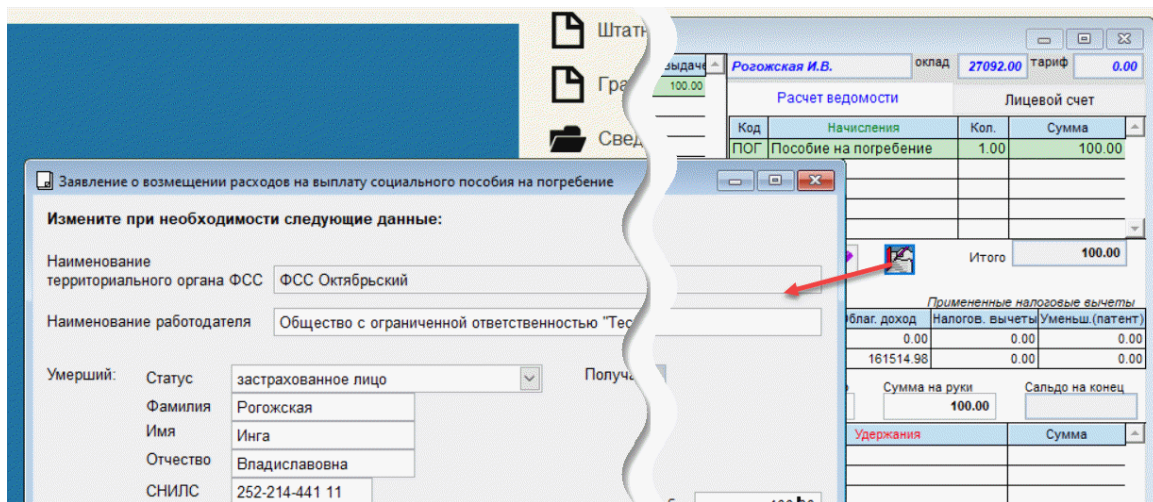 Штатн
Гра
Свед
выдаче
100.00
Рогожская И.В. оклад 27092.00 тариф 0.00
Расчет ведомости Лицевой счет
Код Начисления Кол. Сумма
ПОГ Пособие на погребение 1.00 100.00
Итого 100.00
Примененные налоговые вычеты
Облаг. доход Налогов. вычеты Уменьш.(патент)
0.00 0.00 0.00
161514.98 0.00 0.00
Сумма на руки Сальдо на конец
100.00
Удержания Сумма
Заявление о возмещении расходов на выплату социального пособия на погребение
Измените при необходимости следующие данные:
Наименование
территориального органа ФСС ФСС Октябрьский
Наименование работодателя Общество с ограниченной ответственностью "Тес
Умерший: Статус застрахованное лицо Получа
Фамилия Рогожская
Имя Инга
Отчество Владиславовна
СНИЛС 252-214-441 11